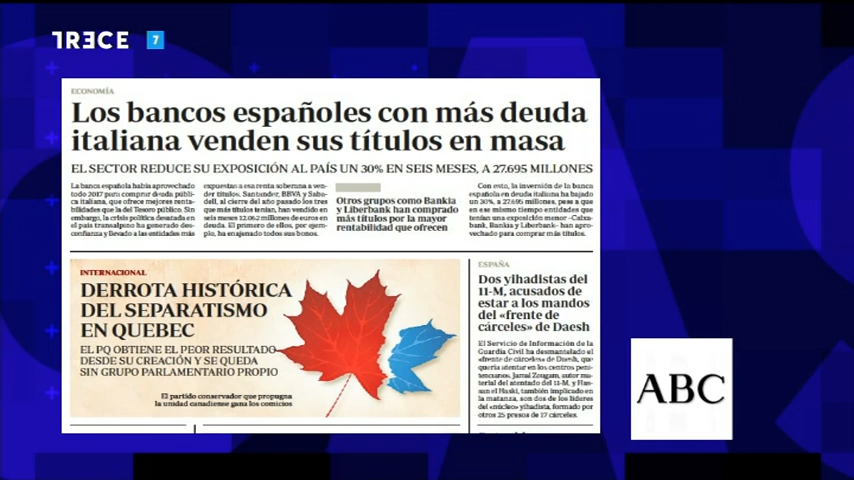 TRECE 7
ECONOMÍA
Los bancos españoles con más deuda
italiana venden sus títulos en masa
EL SECTOR REDUCE SU EXPOSICIÓN AL PAÍS UN 30% EN SEIS MESES, A 27.695 MILLONES
La banca española había aprovechado
todo 2017 para comprar deuda públi-
ca italiana, que ofrece mejores renta-
bilidades que la del Tesoro público. Sin
embargo, la crisis política desatada en
el país transalpino ha generado des-
confianza y llevado a las entidades más
expuestas a esa renta soberana a ven-
der títulos. Santander, BBVA y Saba-
dell, al cierre del año pasado los tres
que más títulos tenían, han vendido en
seis meses 12.062 millones de euros en
deuda. El primero de ellos, por ejem-
plo, ha enajenado todos sus bonos.
Otros grupos como Bankia
y Liberbank han comprado
más títulos por la mayor
rentabilidad que ofrecen
Con esto, la inversión de la banca
española en deuda italiana ha bajado
un 30%, a 27.695 millones, pese a que
en ese mismo tiempo entidades que
tenían una exposición menor –Caixa-
bank, Bankia y Liberbank– han apro-
vechado para comprar más títulos.
INTERNACIONAL
DERROTA HISTÓRICA
DEL SEPARATISMO
EN QUEBEC
EL PQ OBTIENE EL PEOR RESULTADO
DESDE SU CREACIÓN Y SE QUEDA
SIN GRUPO PARLAMENTARIO PROPIO
El partido conservador que propugna
la unidad canadiense gana los comicios
ESPAÑA
Dos yihadistas del
11-M, acusados de
estar a los mandos
del «frente de
cárceles» de Daesh
El Servicio de Información de la
Guardia Civil ha desmantelado el
«frente de cárceles» de Daesh, que
quería atentar en los centros peni-
tenciarios. Jamal Zougam, autor ma-
terial del atentado del 11-M, y Has-
san el Haski, también implicado en
la matanza, son dos de los líderes
del «núcleo» yihadista, formado por
otros 25 presos de 17 cárceles.
ABC